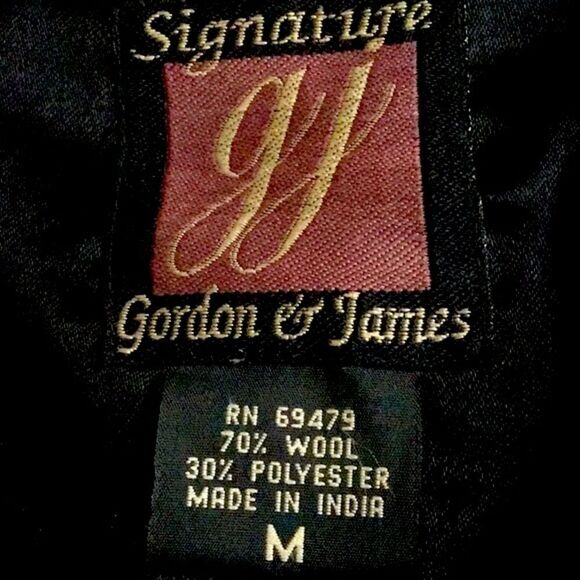 Signature
gj
Gordon & James
RN 69479
70% WOOL
30% POLYESTER
MADE IN INDIA
M